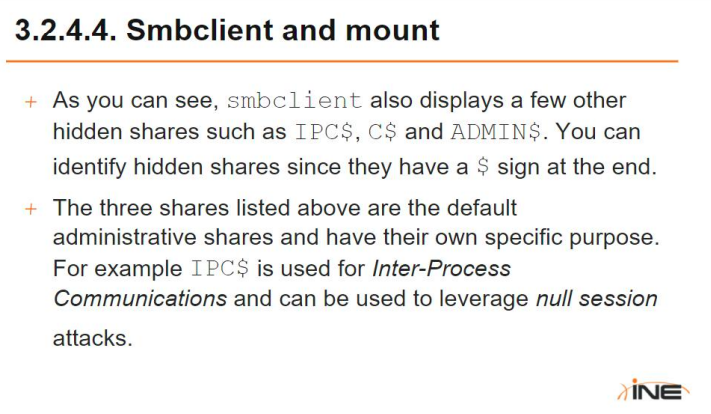 3.2.4.4. Smbclient and mount
+ As you can see, smbclient also displays a few other
hidden shares such as IPC$, C$ and ADMIN$. You can
identify hidden shares since they have a $ sign at the end.
+ The three shares listed above are the default
administrative shares and have their own specific purpose.
For example IPC$ is used for Inter-Process
Communications and can be used to leverage null session
attacks.
INE